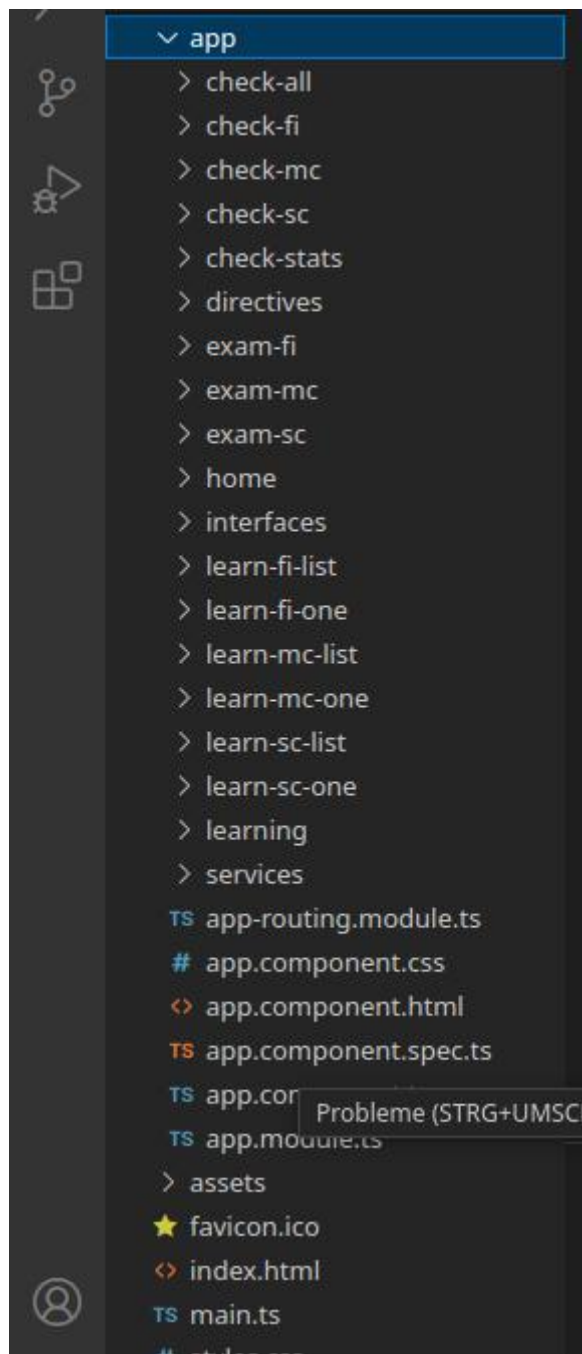 app
check-all
check-fi
check-mc
check-sc
check-stats
directives
exam-fi
exam-mc
exam-sc
home
interfaces
learn-fi-list
learn-fi-one
learn-mc-list
learn-mc-one
learn-sc-list
learn-sc-one
learning
services
TS app-routing.module.ts
# app.component.css
<> app.component.html
TS app.component.spec.ts
TS
Probleme (STRG+UMSC
TS app.module.ts
assets
favicon.ico
<> index.html
TS main.ts